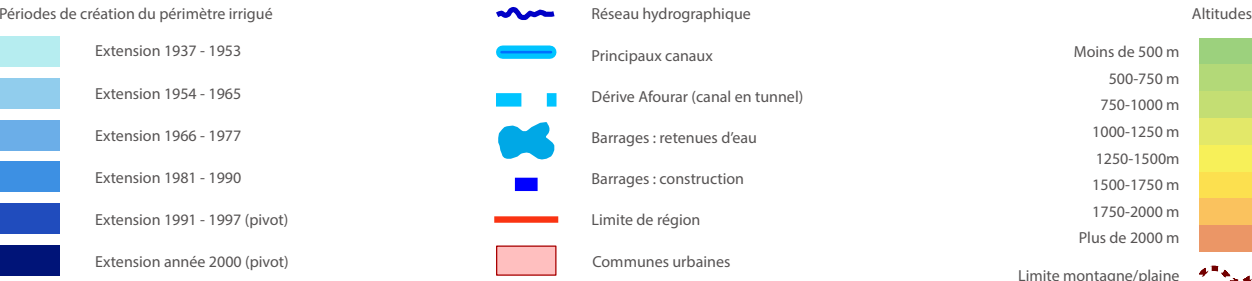 Périodes de création du périmètre irrigué
Extension 1937 - 1953
Extension 1954 - 1965
Extension 1966 - 1977
Extension 1981 - 1990
Extension 1991 - 1997 (pivot)
Extension année 2000 (pivot)
Réseau hydrographique
Principaux canaux
Dérive Afourar (canal en tunnel)
Barrages : retenues d'eau
Barrages : construction
Limite de région
Communes urbaines
Altitudes
Moins de 500 m
500-750 m
750-1000 m
1000-1250 m
1250-1500m
1500-1750 m
1750-2000 m
Plus de 2000 m
Limite montagne/plaine